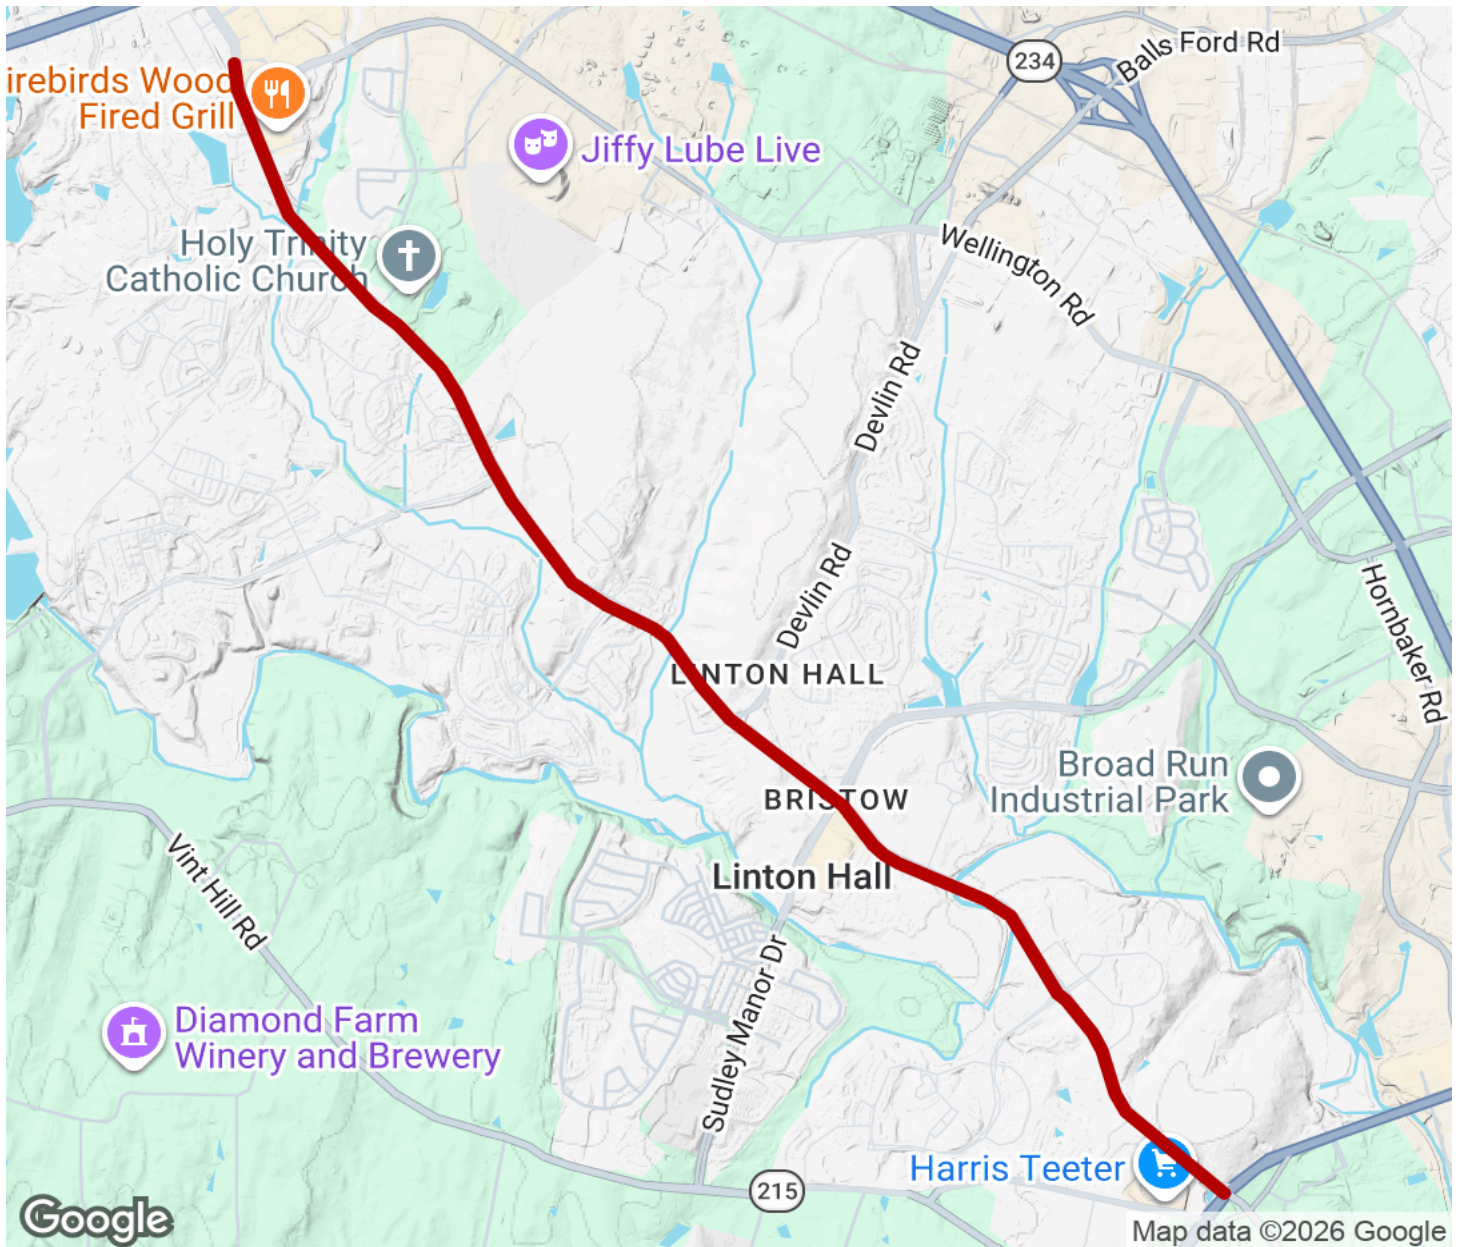 234
Balls Ford Rd
irebirds Wood
Fired Grill
Jiffy Lube Live
Holy Trinity
Catholic Church
Wellington Rd
Devlin Rd
Devlin Rd
Hornbaker Rd
LINTON HALL
Broad Run
Industrial Park
BRISTOW
Linton Hall
Vint Hill Rd
Sudley Manor Dr
Diamond Farm
Winery and Brewery
Harris Teeter
215
Google
Map data ©2026 Google